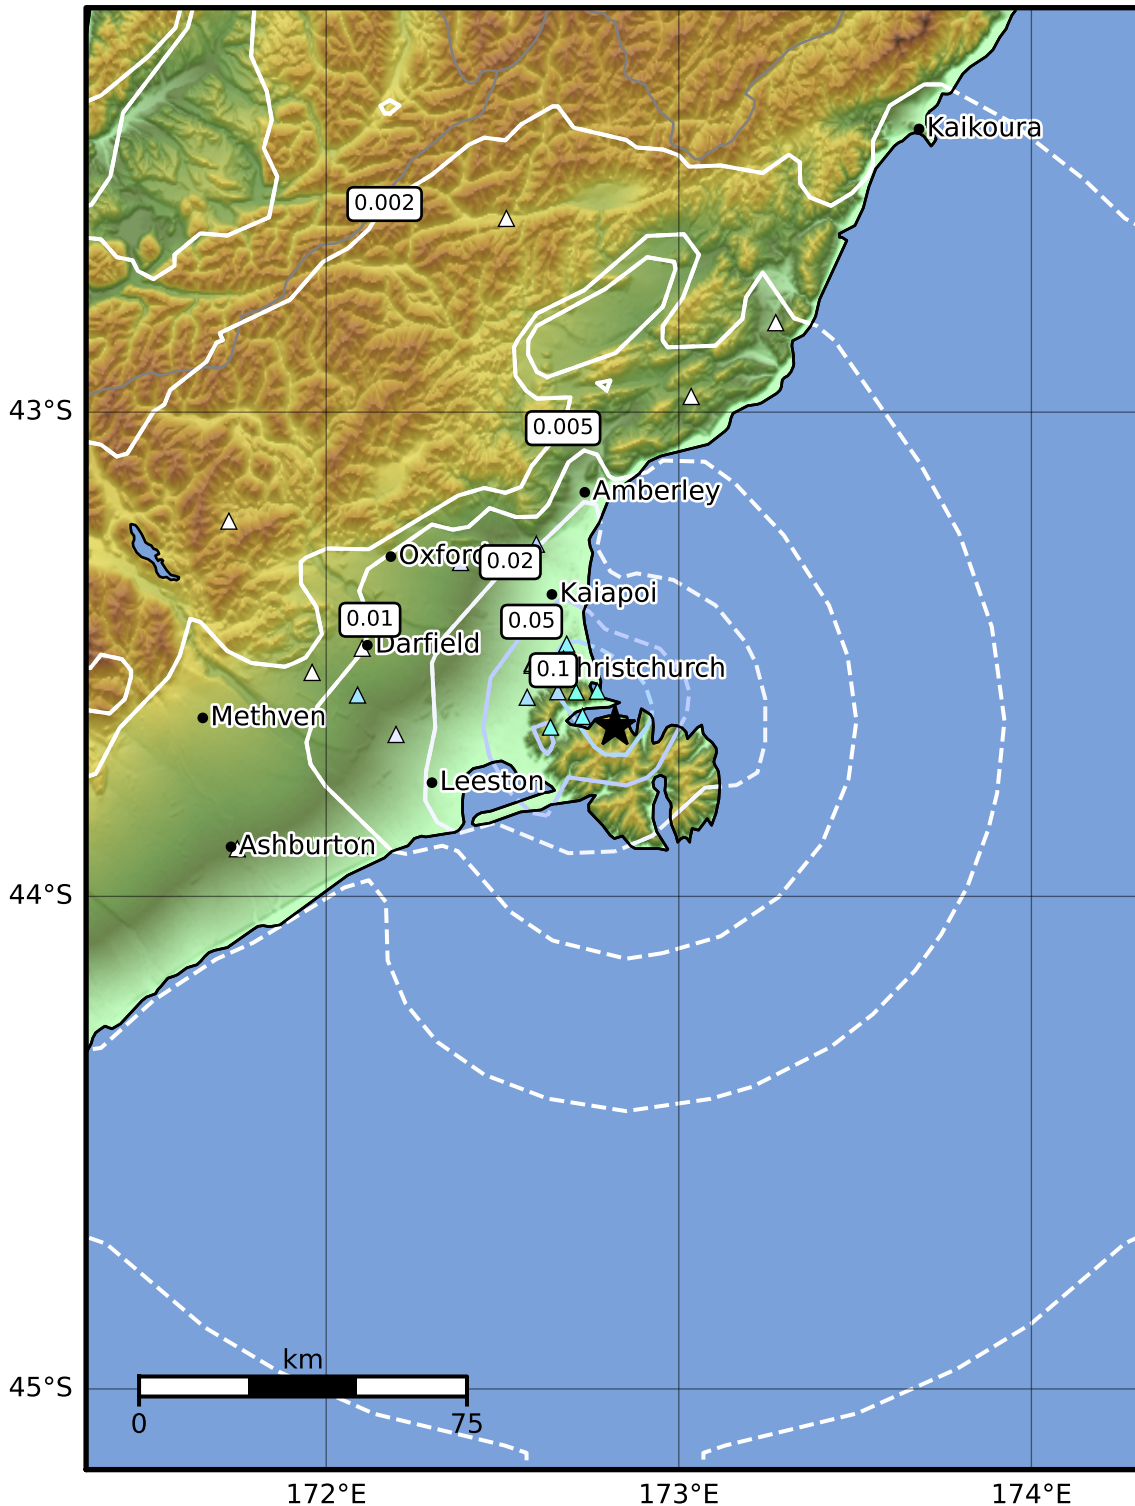 Kaikoura
0.002
43°S
0.005
Amberley
Oxford
0.02
Kaiapoi
0.01
0.05
Darfield
0.1
hristchurch
Methven
Leeston
Ashburton
44°S
km
45°S
0
75
172°E
173°E
174°E